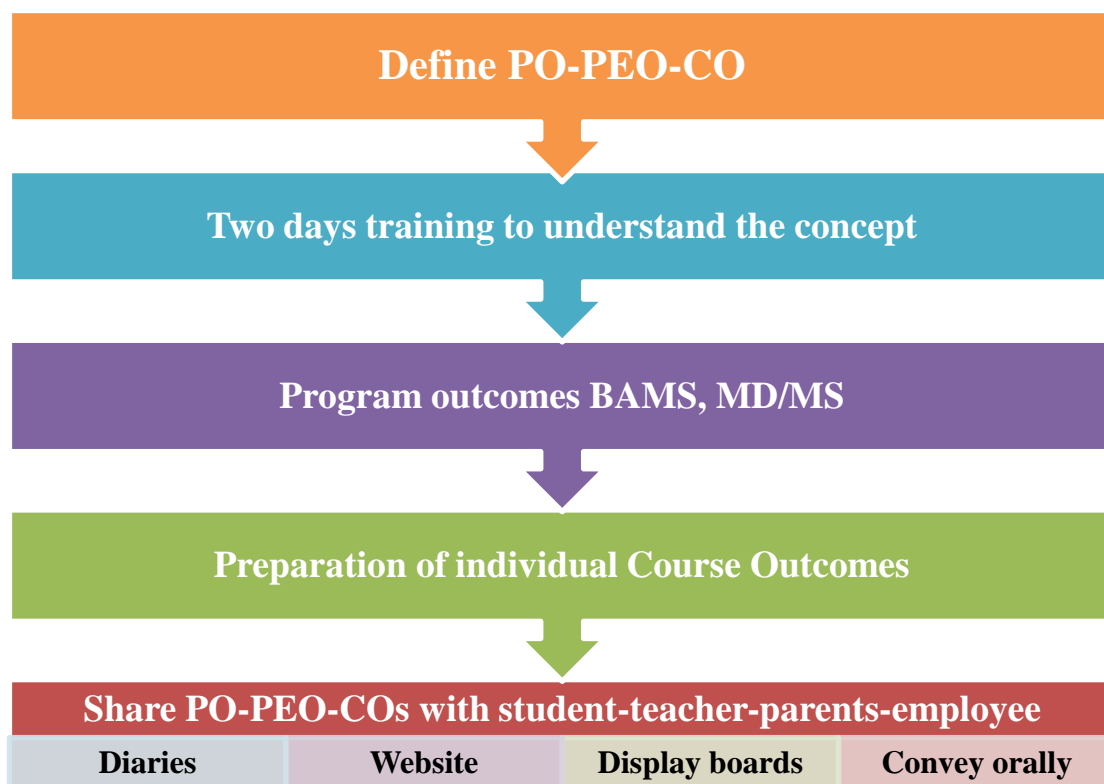 Define PO-PEO-CO
Two days training to understand the concept
Program outcomes BAMS, MD/MS
Preparation of individual Course Outcomes
Share PO-PEO-COs with student-teacher-parents-employee
Diaries
Website
Display boards
Convey orally